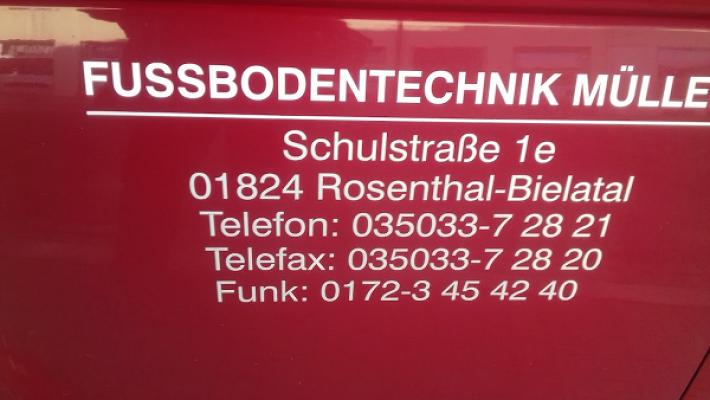 FUSSBODENTECHNIK MÜLLE
Schulstraße 1e
01824 Rosenthal-Bielatal
Telefon: 035033-7 28 21
Telefax: 035033-7 28 20
Funk: 0172-3 45 42 40